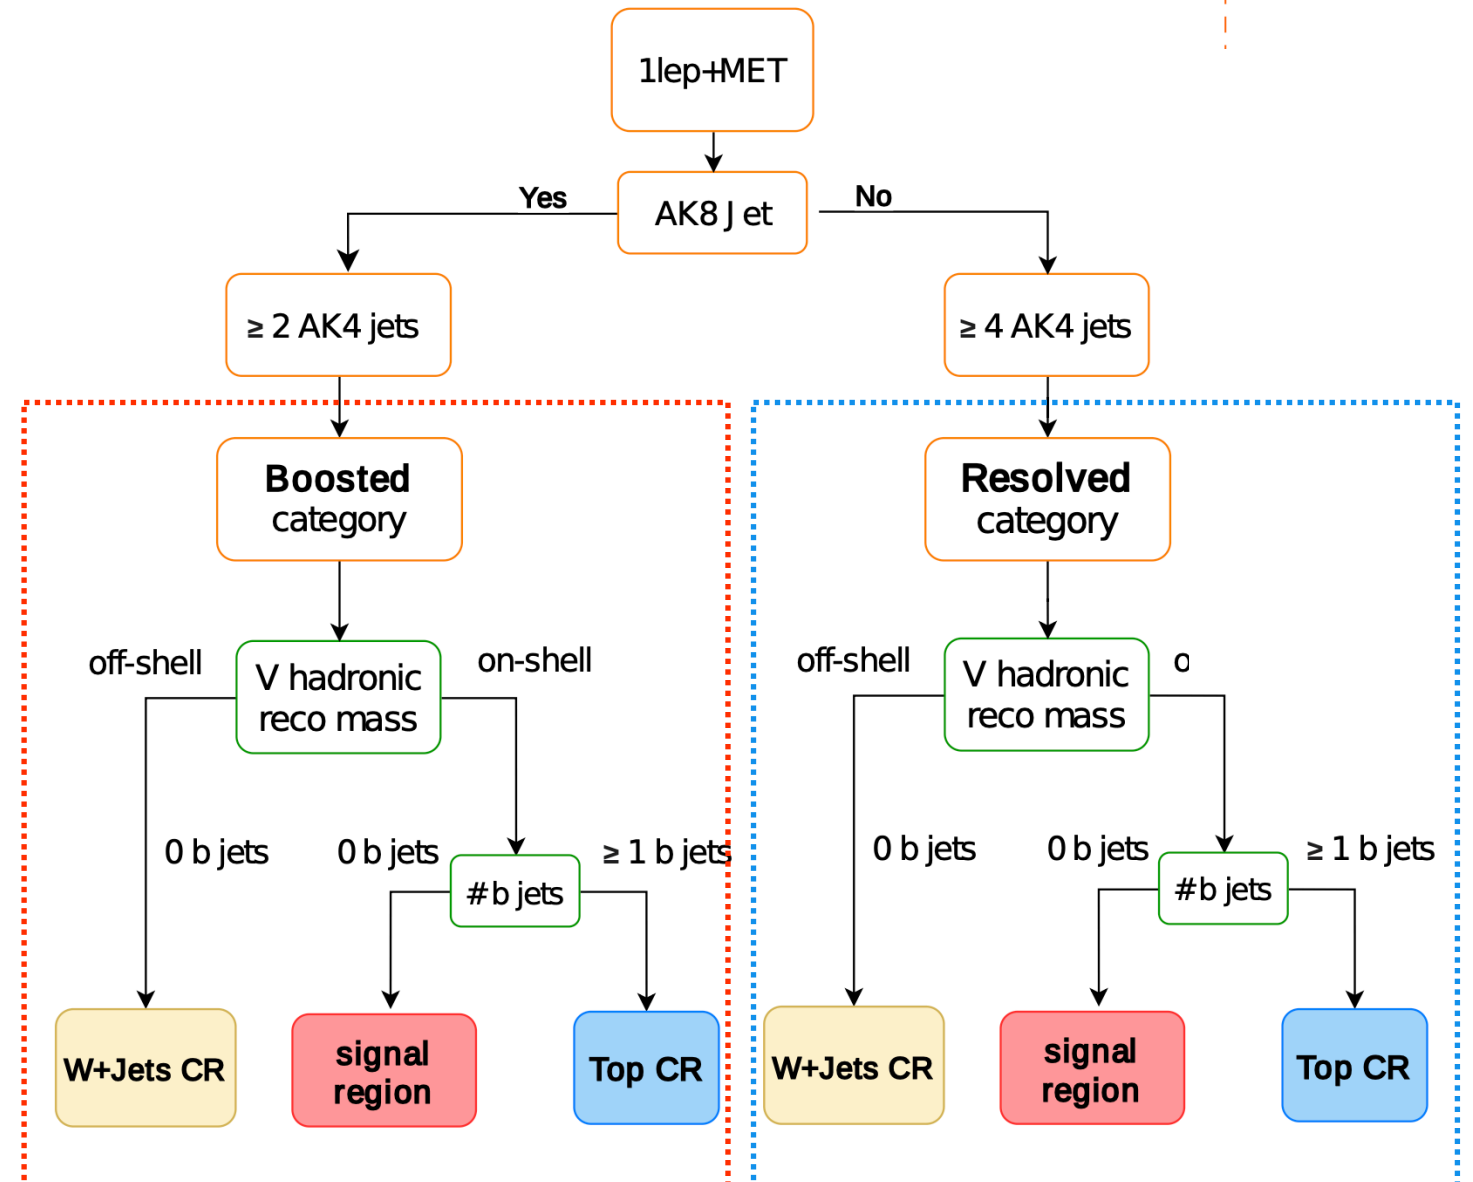 1lep+MET
Yes
AK8 Jet
No
≥ 2 AK4 jets
≥ 4 AK4 jets
Boosted
category
Resolved
category
off-shell
V hadronic
reco mass
on-shell
off-shell
V hadronic
reco mass
o
0 b jets
0 b jets
≥ 1 b jets
#b jets
0 b jets
0 b jets
≥ 1 b jets
#b jets
W+Jets CR
signal
region
Top CR
W+Jets CR
signal
region
Top CR